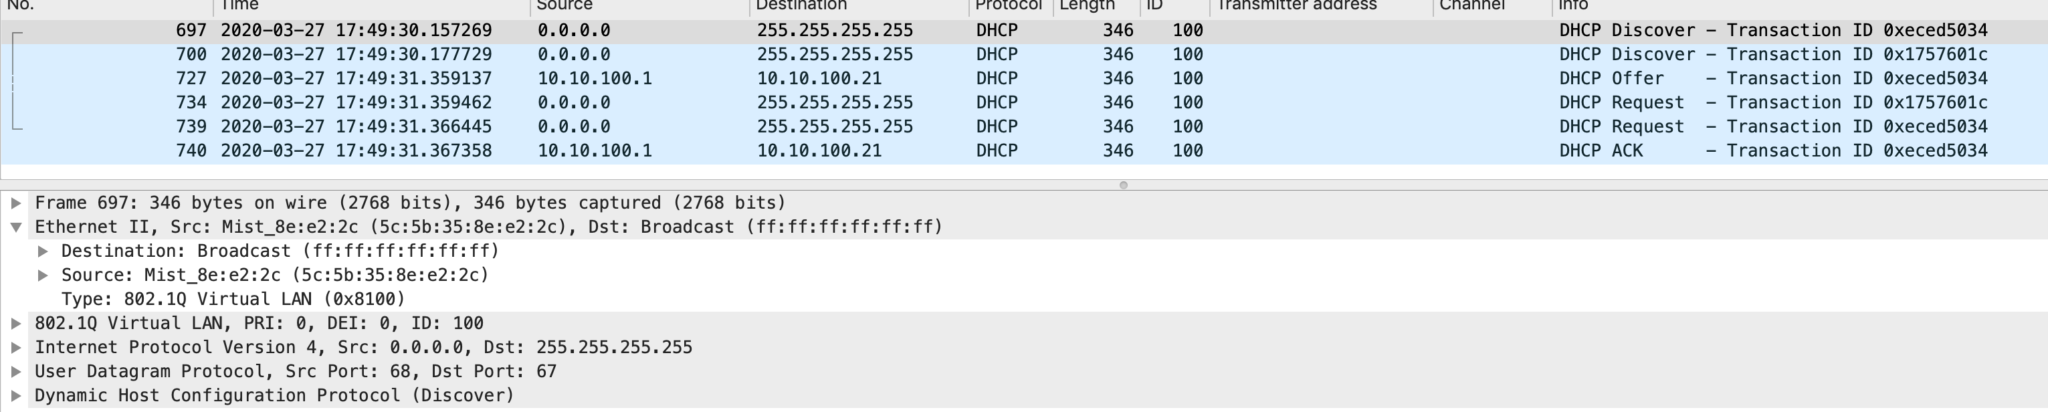 No. Time Source Destination Protocol Length ID Transmitter address Channel Info
697 2020-03-27 17:49:30.157269 0.0.0.0 255.255.255.255 DHCP 346 100 DHCP Discover – Transaction ID 0xeced5034
700 2020-03-27 17:49:30.177729 0.0.0.0 255.255.255.255 DHCP 346 100 DHCP Discover – Transaction ID 0x1757601c
727 2020-03-27 17:49:31.359137 10.10.100.1 10.10.100.21 DHCP 346 100 DHCP Offer – Transaction ID 0xeced5034
734 2020-03-27 17:49:31.359462 0.0.0.0 255.255.255.255 DHCP 346 100 DHCP Request – Transaction ID 0x1757601c
739 2020-03-27 17:49:31.366445 0.0.0.0 255.255.255.255 DHCP 346 100 DHCP Request – Transaction ID 0xeced5034
740 2020-03-27 17:49:31.367358 10.10.100.1 10.10.100.21 DHCP 346 100 DHCP ACK – Transaction ID 0xeced5034
Frame 697: 346 bytes on wire (2768 bits), 346 bytes captured (2768 bits)
Ethernet II, Src: Mist_8e:e2:2c (5c:5b:35:8e:e2:2c), Dst: Broadcast (ff:ff:ff:ff:ff:ff)
Destination: Broadcast (ff:ff:ff:ff:ff:ff)
Source: Mist_8e:e2:2c (5c:5b:35:8e:e2:2c)
Type: 802.1Q Virtual LAN (0x8100)
802.1Q Virtual LAN, PRI: 0, DEI: 0, ID: 100
Internet Protocol Version 4, Src: 0.0.0.0, Dst: 255.255.255.255
User Datagram Protocol, Src Port: 68, Dst Port: 67
Dynamic Host Configuration Protocol (Discover)